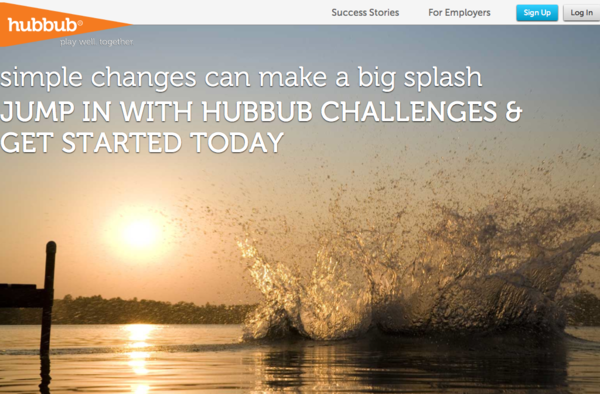 hubbub®
play well. together.
Success Stories
For Employers
Sign Up
Log In
simple changes can make a big splash
JUMP IN WITH HUBBUB CHALLENGES &
GET STARTED TODAY